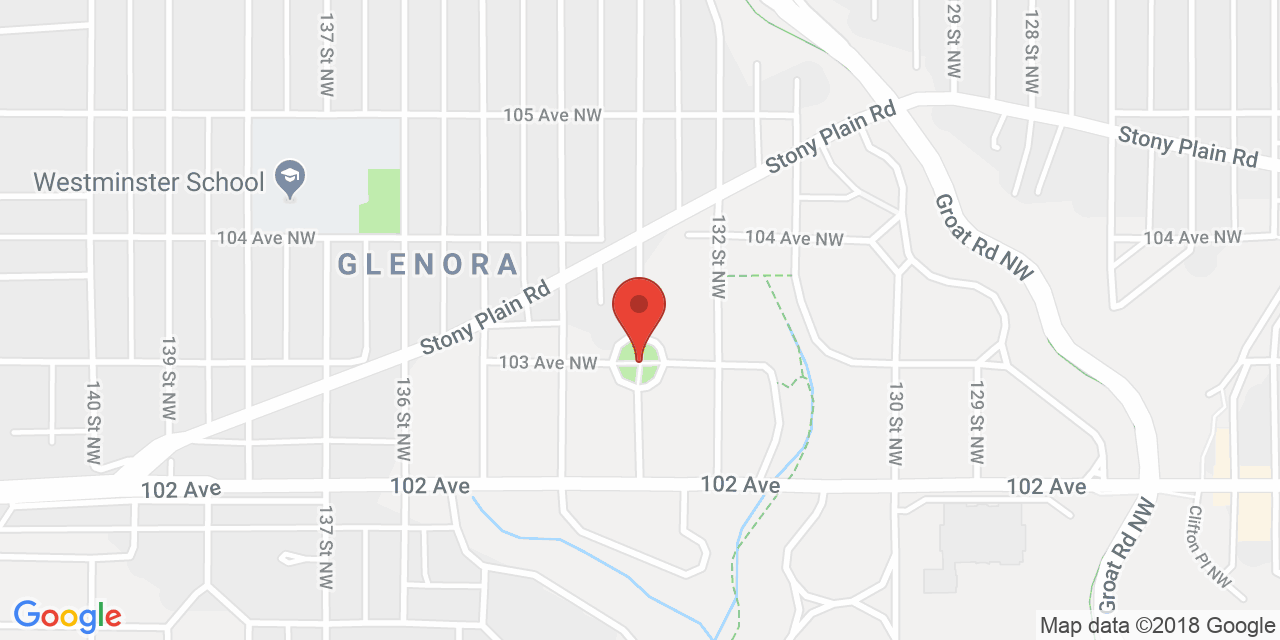 137 St NW
129 St NW
128 St NW
105 Ave NW
Stony Plain Rd
Stony Plain Rd
Westminster School
104 Ave NW
104 Ave NW
104 Ave NW
132 St NW
Groat Rd NW
GLENORA
Stony Plain Rd
103 Ave NW
139 St NW
140 St NW
136 St NW
130 St NW
129 St NW
102 Ave
102 Ave
102 Ave
102 Ave
137 St NW
Clifton Pl NW
Groat Rd NW
Google
Map data ©2018 Google